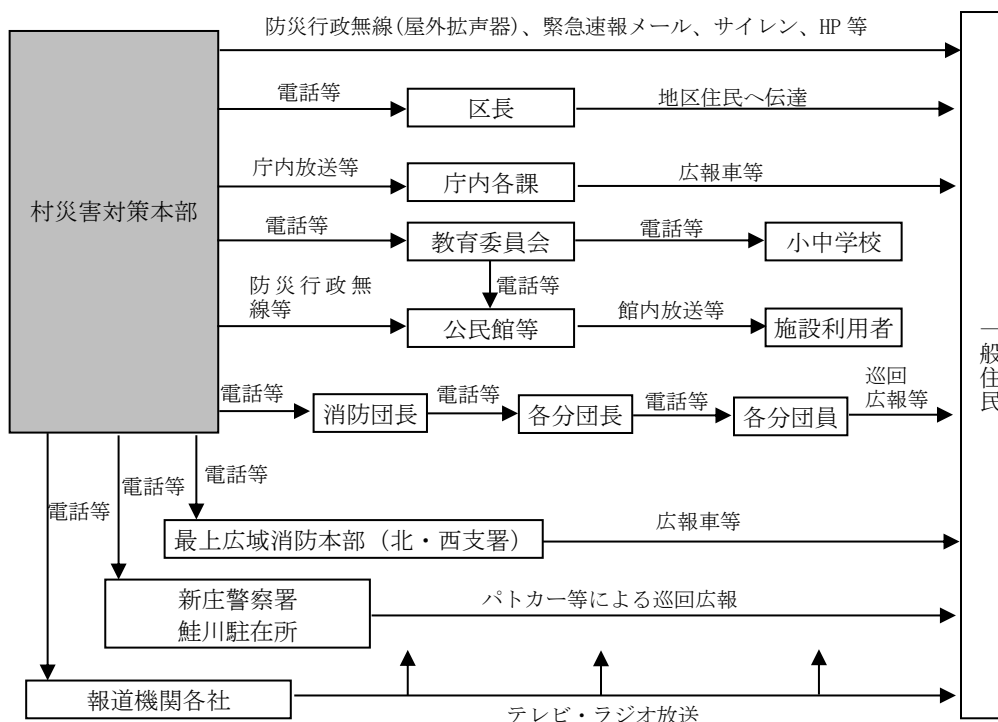 防災行政無線(屋外拡声器)、緊急速報メール、サイレン、HP 等
村災害対策本部
電話等
区長
地区住民へ伝達
庁内放送等
庁内各課
広報車等
電話等
教育委員会
電話等
小中学校
電話等
防災行政無
線等
公民館等
館内放送等
施設利用者
電話等
消防団長
電話等
各分団長
電話等
各分団員
巡回
広報等
一般住民
電話等
電話等
電話等
最上広域消防本部（北・西支署）
広報車等
新庄警察署
鮭川駐在所
パトカー等による巡回広報
報道機関各社
テレビ・ラジオ放送